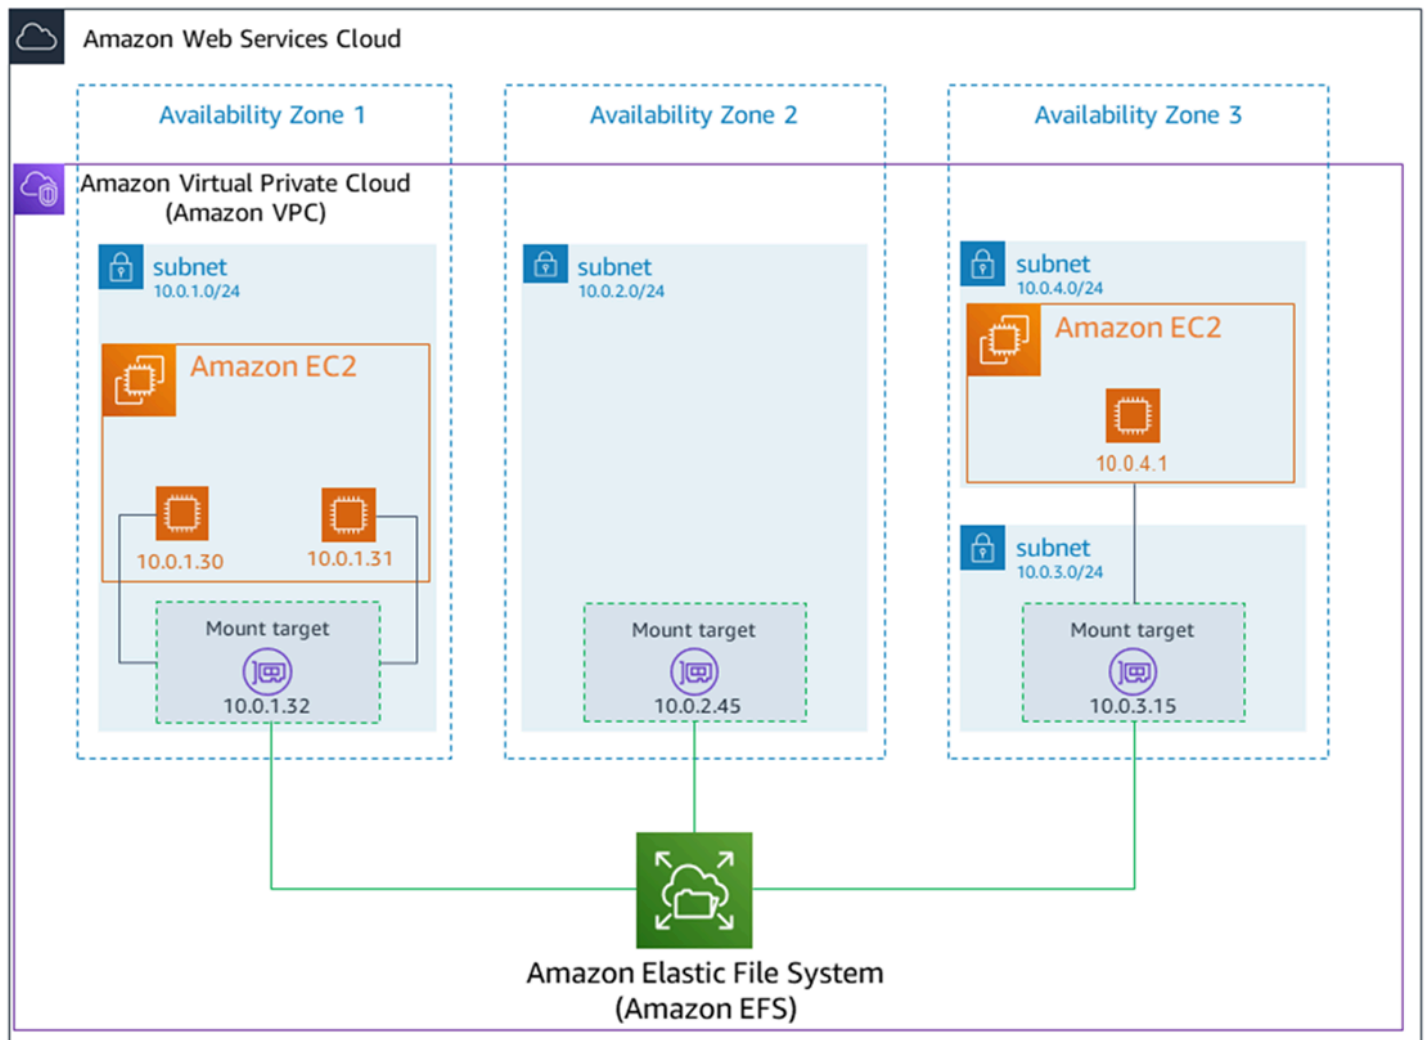 Amazon Web Services Cloud
Availability Zone 1
Availability Zone 2
Availability Zone 3
Amazon Virtual Private Cloud
(Amazon VPC)
subnet
10.0.1.0/24
Amazon EC2
10.0.1.30
10.0.1.31
Mount target
10.0.1.32
subnet
10.0.2.0/24
Mount target
10.0.2.45
subnet
10.0.4.0/24
Amazon EC2
10.0.4.1
subnet
10.0.3.0/24
Mount target
10.0.3.15
Amazon Elastic File System
(Amazon EFS)